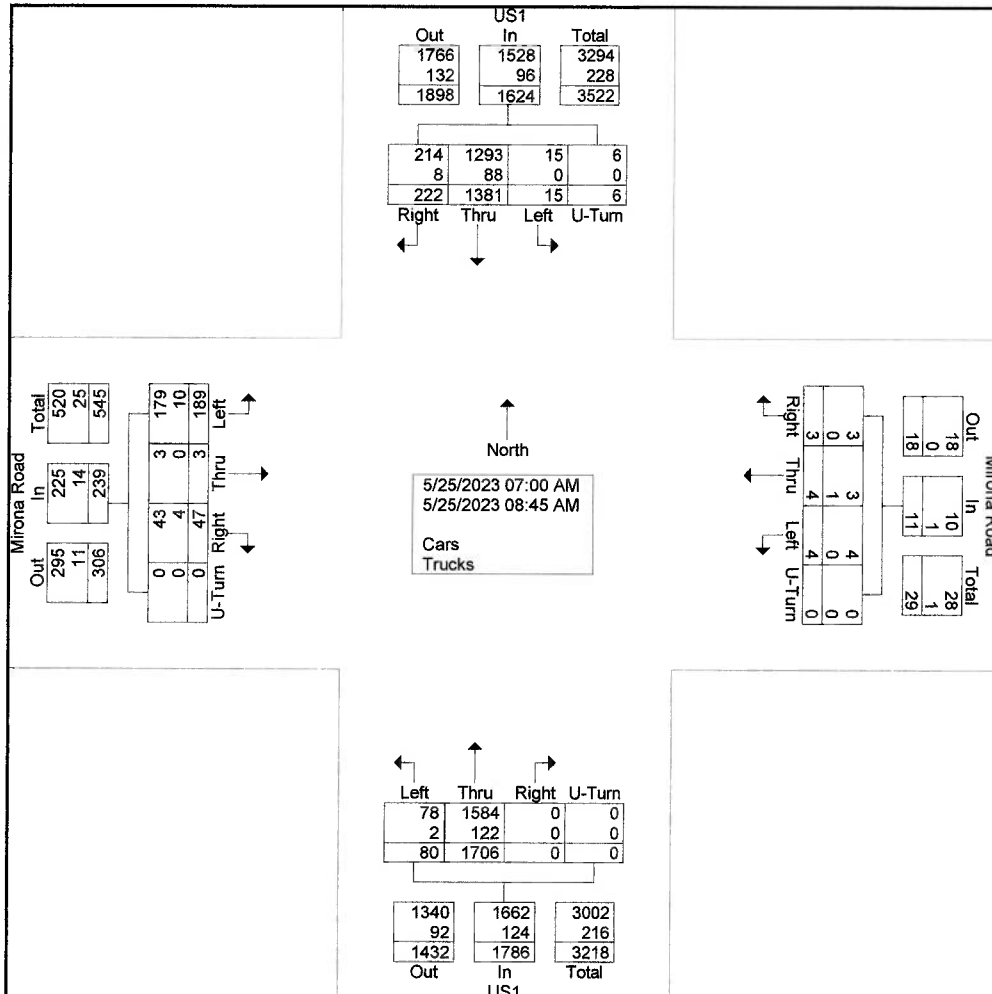 US1
Out In Total
1766 1528 3294
132 96 228
1898 1624 3522
214 1293 15 6
8 88 0 0
222 1381 15 6
Right Thru Left U-Turn
Mirona Road
Total In Out
520 225 295
25 14 11
545 239 306
Left Thru Right U-Turn
179 3 43 0
10 0 4 0
189 3 47 0
North
5/25/2023 07:00 AM
5/25/2023 08:45 AM
Cars
Trucks
Right Thru Left U-Turn
3 3 4 0
0 1 0 0
3 4 4 0
Mirona Road
Out In Total
18 10 28
0 1 1
18 11 29
Left Thru Right U-Turn
78 1584 0 0
2 122 0 0
80 1706 0 0
1340 1662 3002
92 124 216
1432 1786 3218
Out In Total
US1